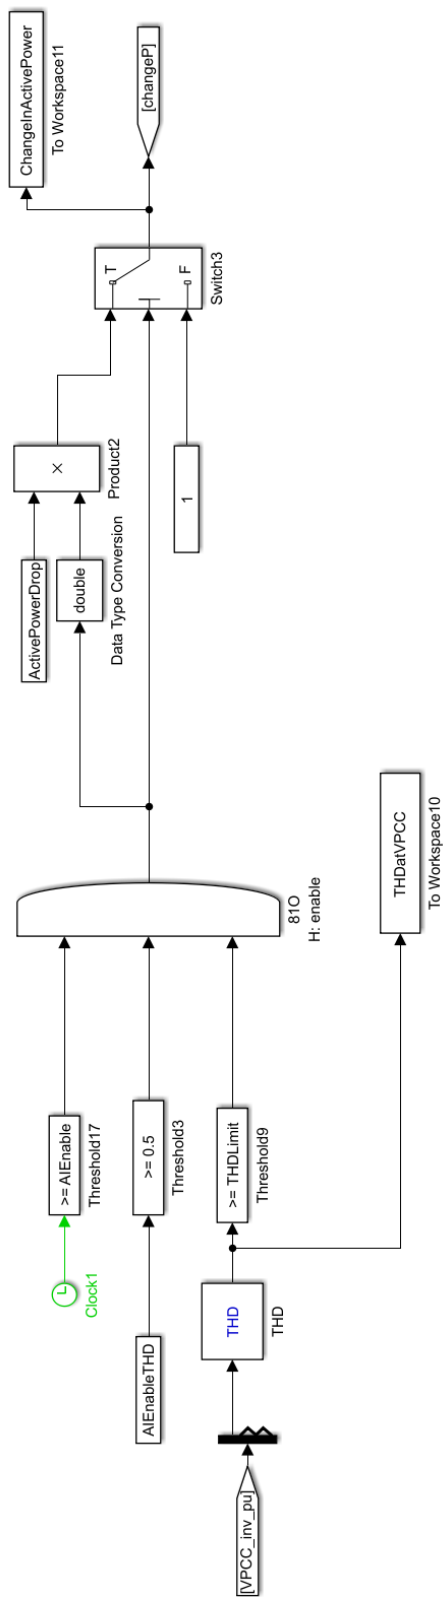 Clock1
>= AIEnable
Threshold17
AIEnableTHD
>= 0.5
Threshold3
[VPCC_inv_pu]
THD
THD
>= THDLimit
Threshold9
81O
H: enable
THDatVPCC
To Workspace10
ActivePowerDrop
double
Data Type Conversion
×
Product2
1
T
F
Switch3
ChangeInActivePower
To Workspace11
[changeP]